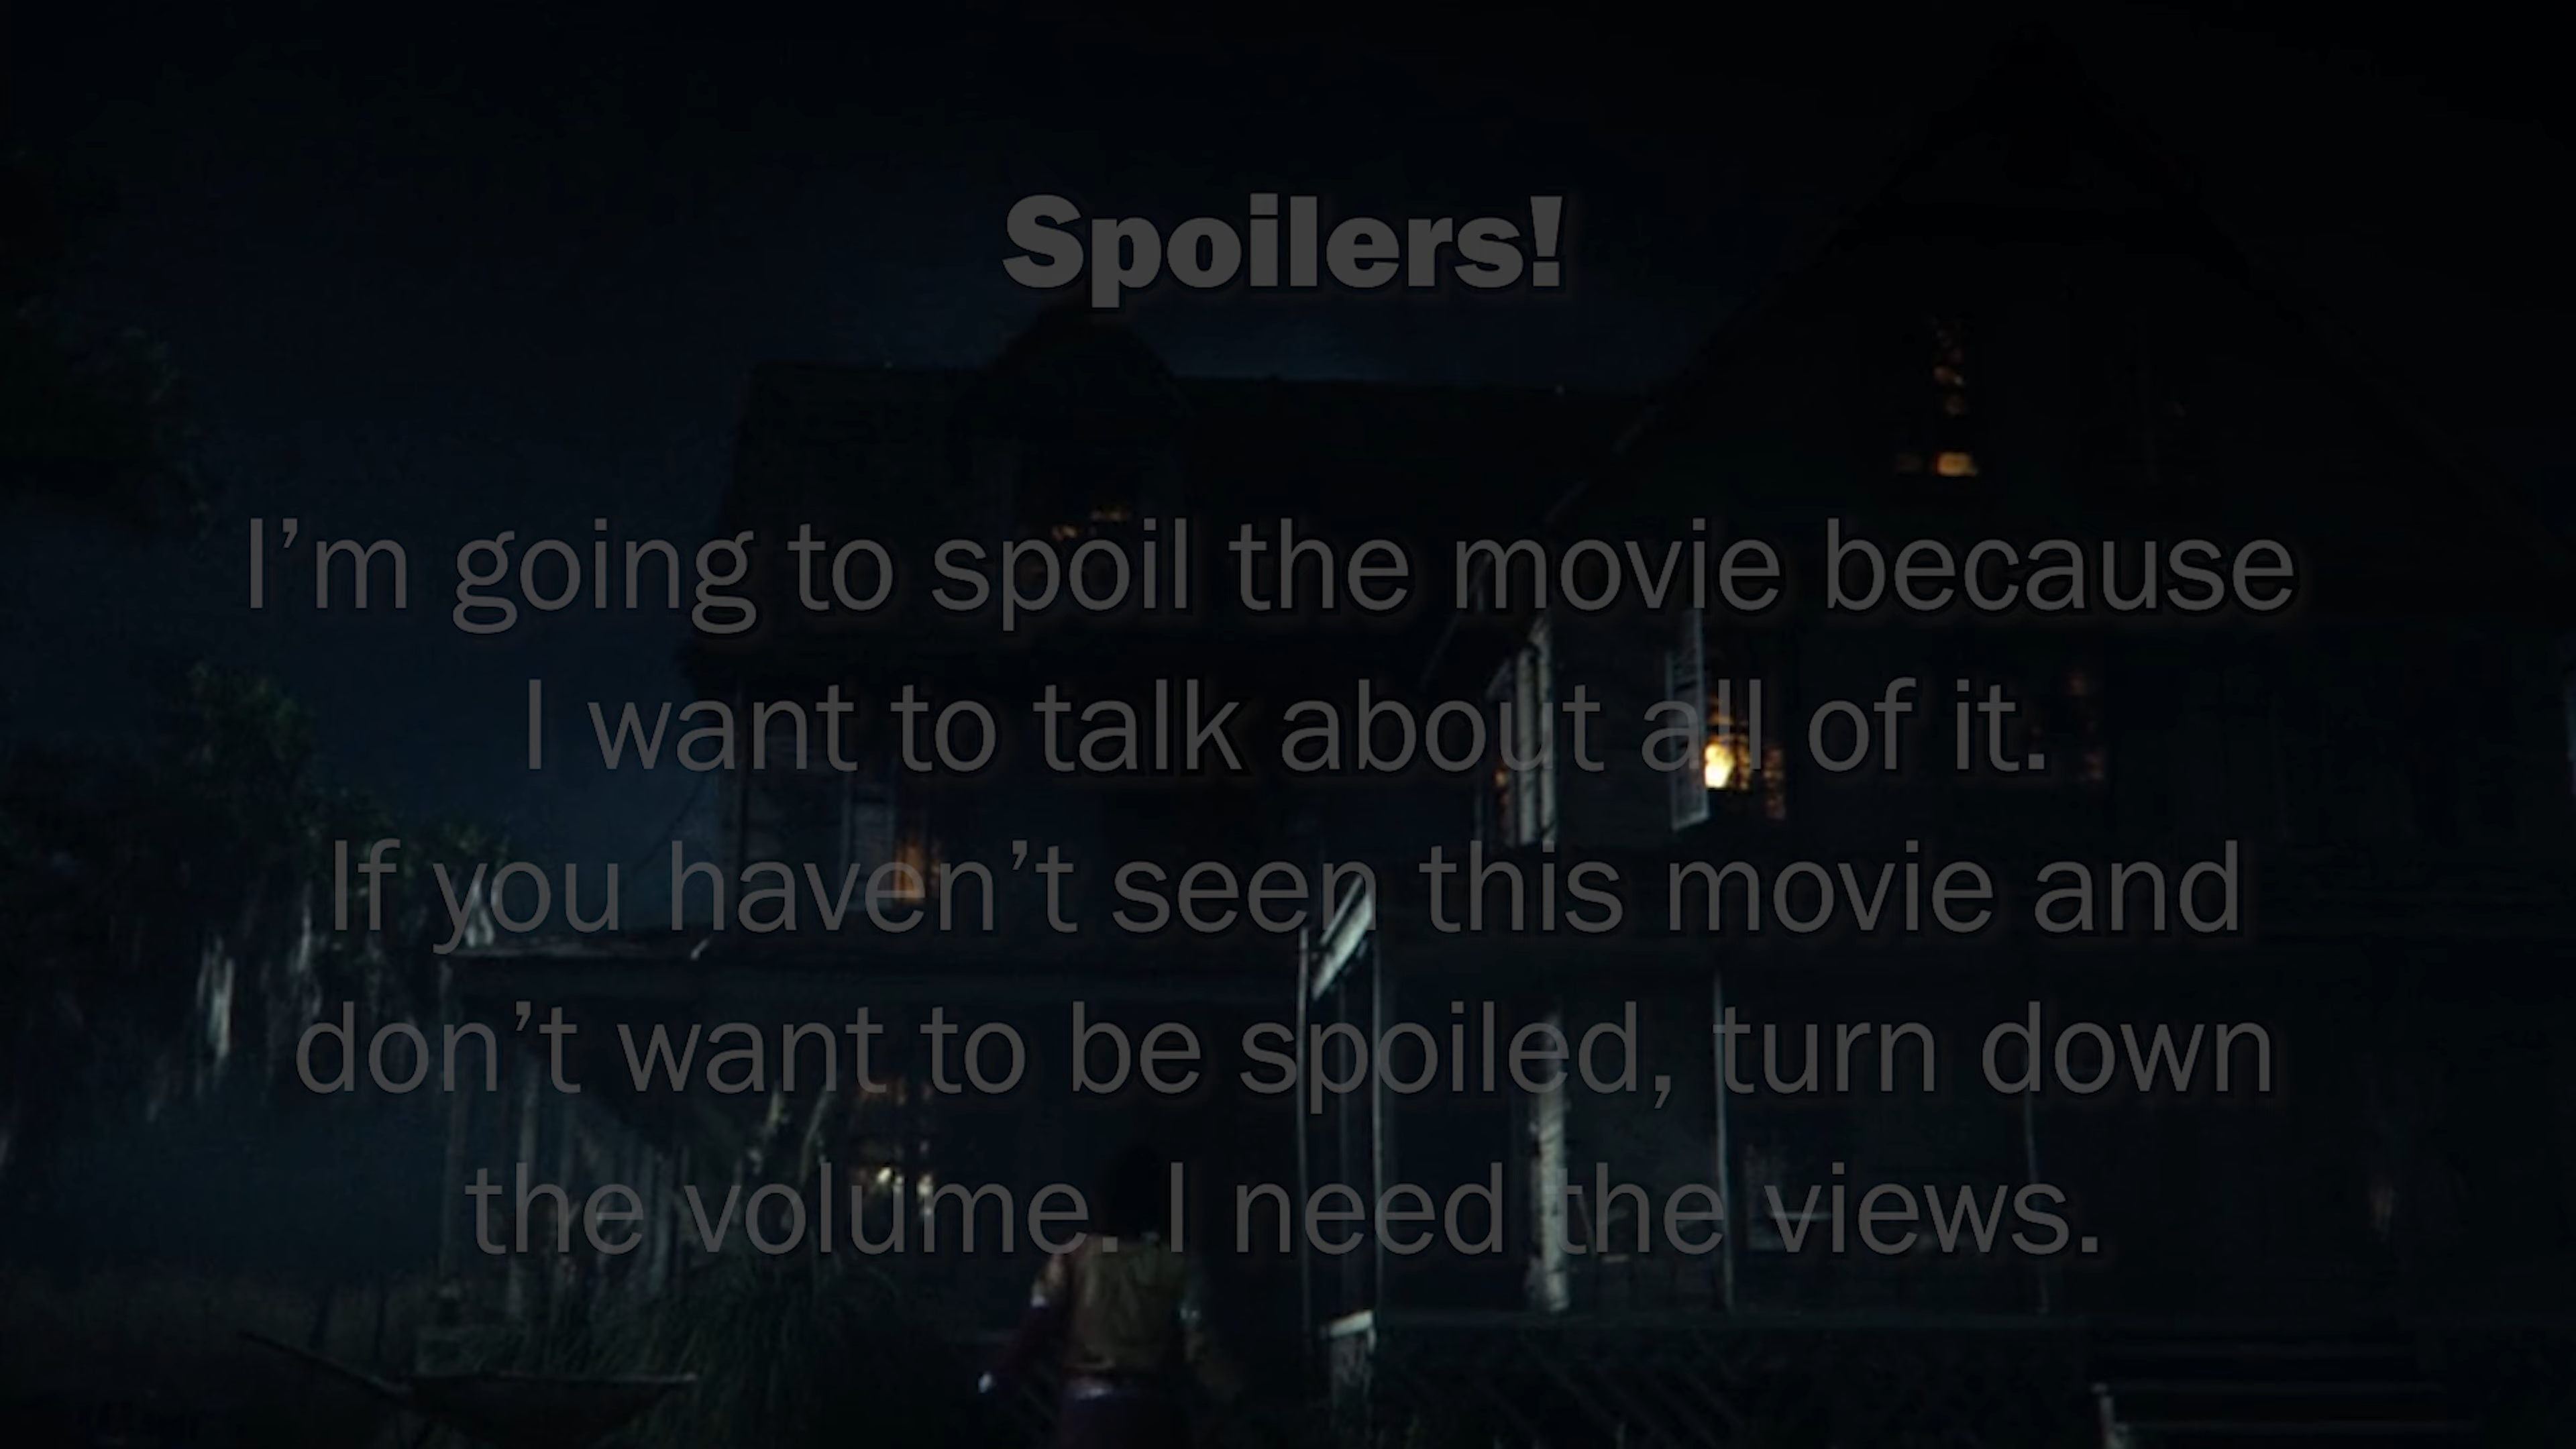 Spoilers!
I’m going to spoil the movie because
I want to talk about all of it.
If you haven’t seen this movie and
don’t want to be spoiled, turn down
the volume. I need the views.